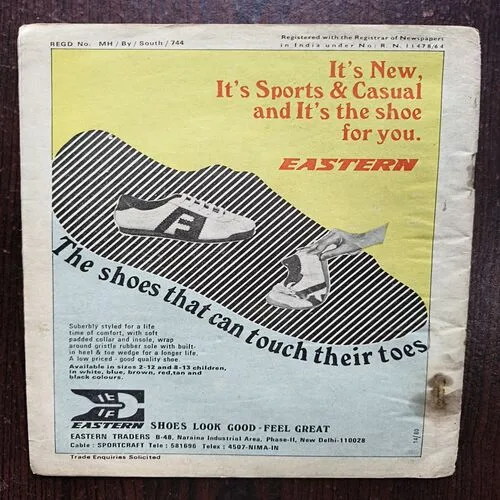 REGD No. MH / By / South / 744
Registered with the Registrar of Newspapers
in India under No: R. N. 11478/64
It's New,
It's Sports & Casual
and It's the shoe
for you.
EASTERN
F
The shoes that can touch their toes
Suberbly styled for a life
time of comfort, with soft
padded collar and insole, wrap
around gristle rubber sole with built-
in heel & toe wedge for a longer life.
A low priced - good quality shoe.
Available in sizes 2-12 and 8-13 children,
in white, blue, brown, red, tan and
black colours.
EASTERN SHOES LOOK GOOD - FEEL GREAT
EASTERN TRADERS B-48, Naraina Industrial Area, Phase-II, New Delhi-110028
Cable : SPORTCRAFT Tele : 581696 Telex : 4507-NIMA-IN
Trade Enquiries Solicited